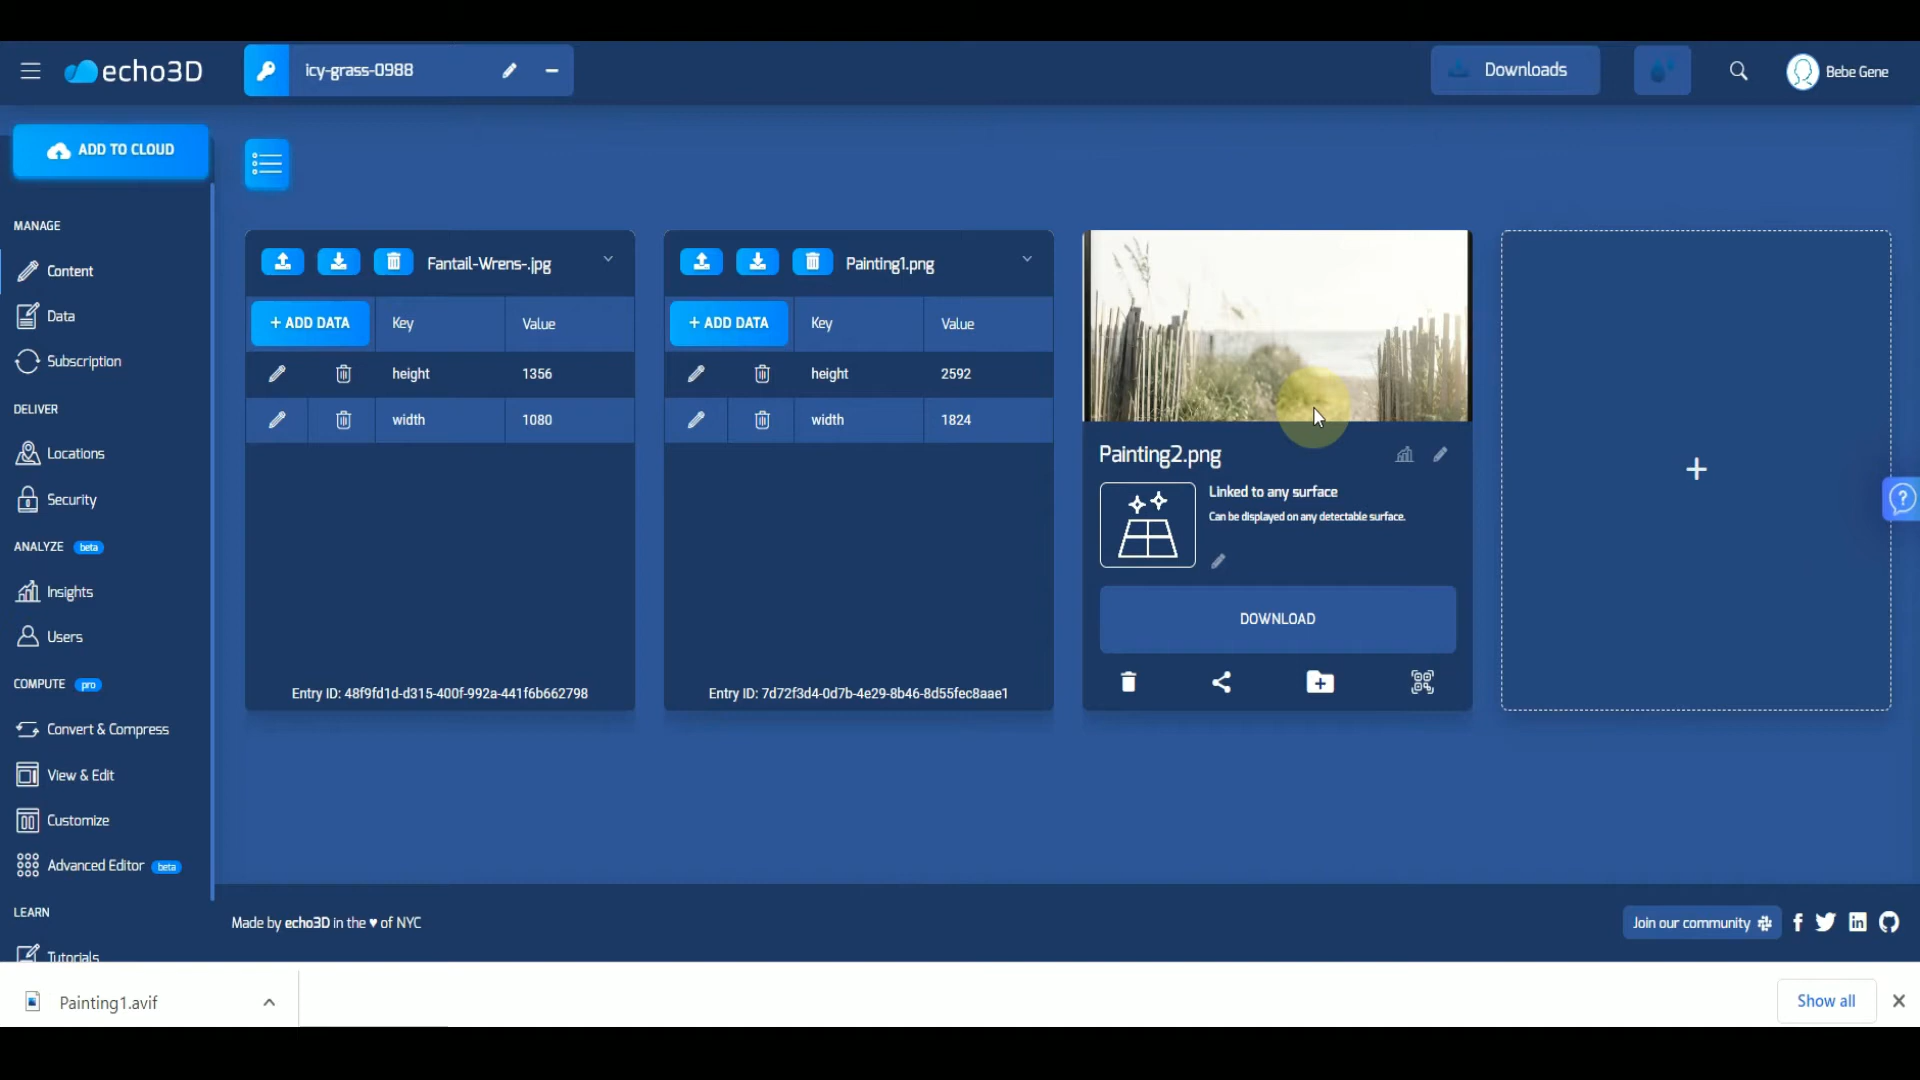 echo3D
icy-grass-0988
Downloads
Bebe Gene
ADD TO CLOUD
MANAGE
Content
Data
Subscription
DELIVER
Locations
Security
ANALYZE beta
Insights
Users
COMPUTE pro
Convert & Compress
View & Edit
Customize
Advanced Editor beta
LEARN
Tutorials
Fantail-Wrens-.jpg
+ ADD DATA Key Value
height 1356
width 1080
Entry ID: 48f9fd1d-d315-400f-992a-441f6b662798
Painting1.png
+ ADD DATA Key Value
height 2592
width 1824
Entry ID: 7d72f3d4-0d7b-4e29-8b46-8d55fec8aae1
Painting2.png
Linked to any surface
Can be displayed on any detectable surface.
DOWNLOAD
+
?
Made by echo3D in the ♥ of NYC
Join our community
Painting1.avif
Show all